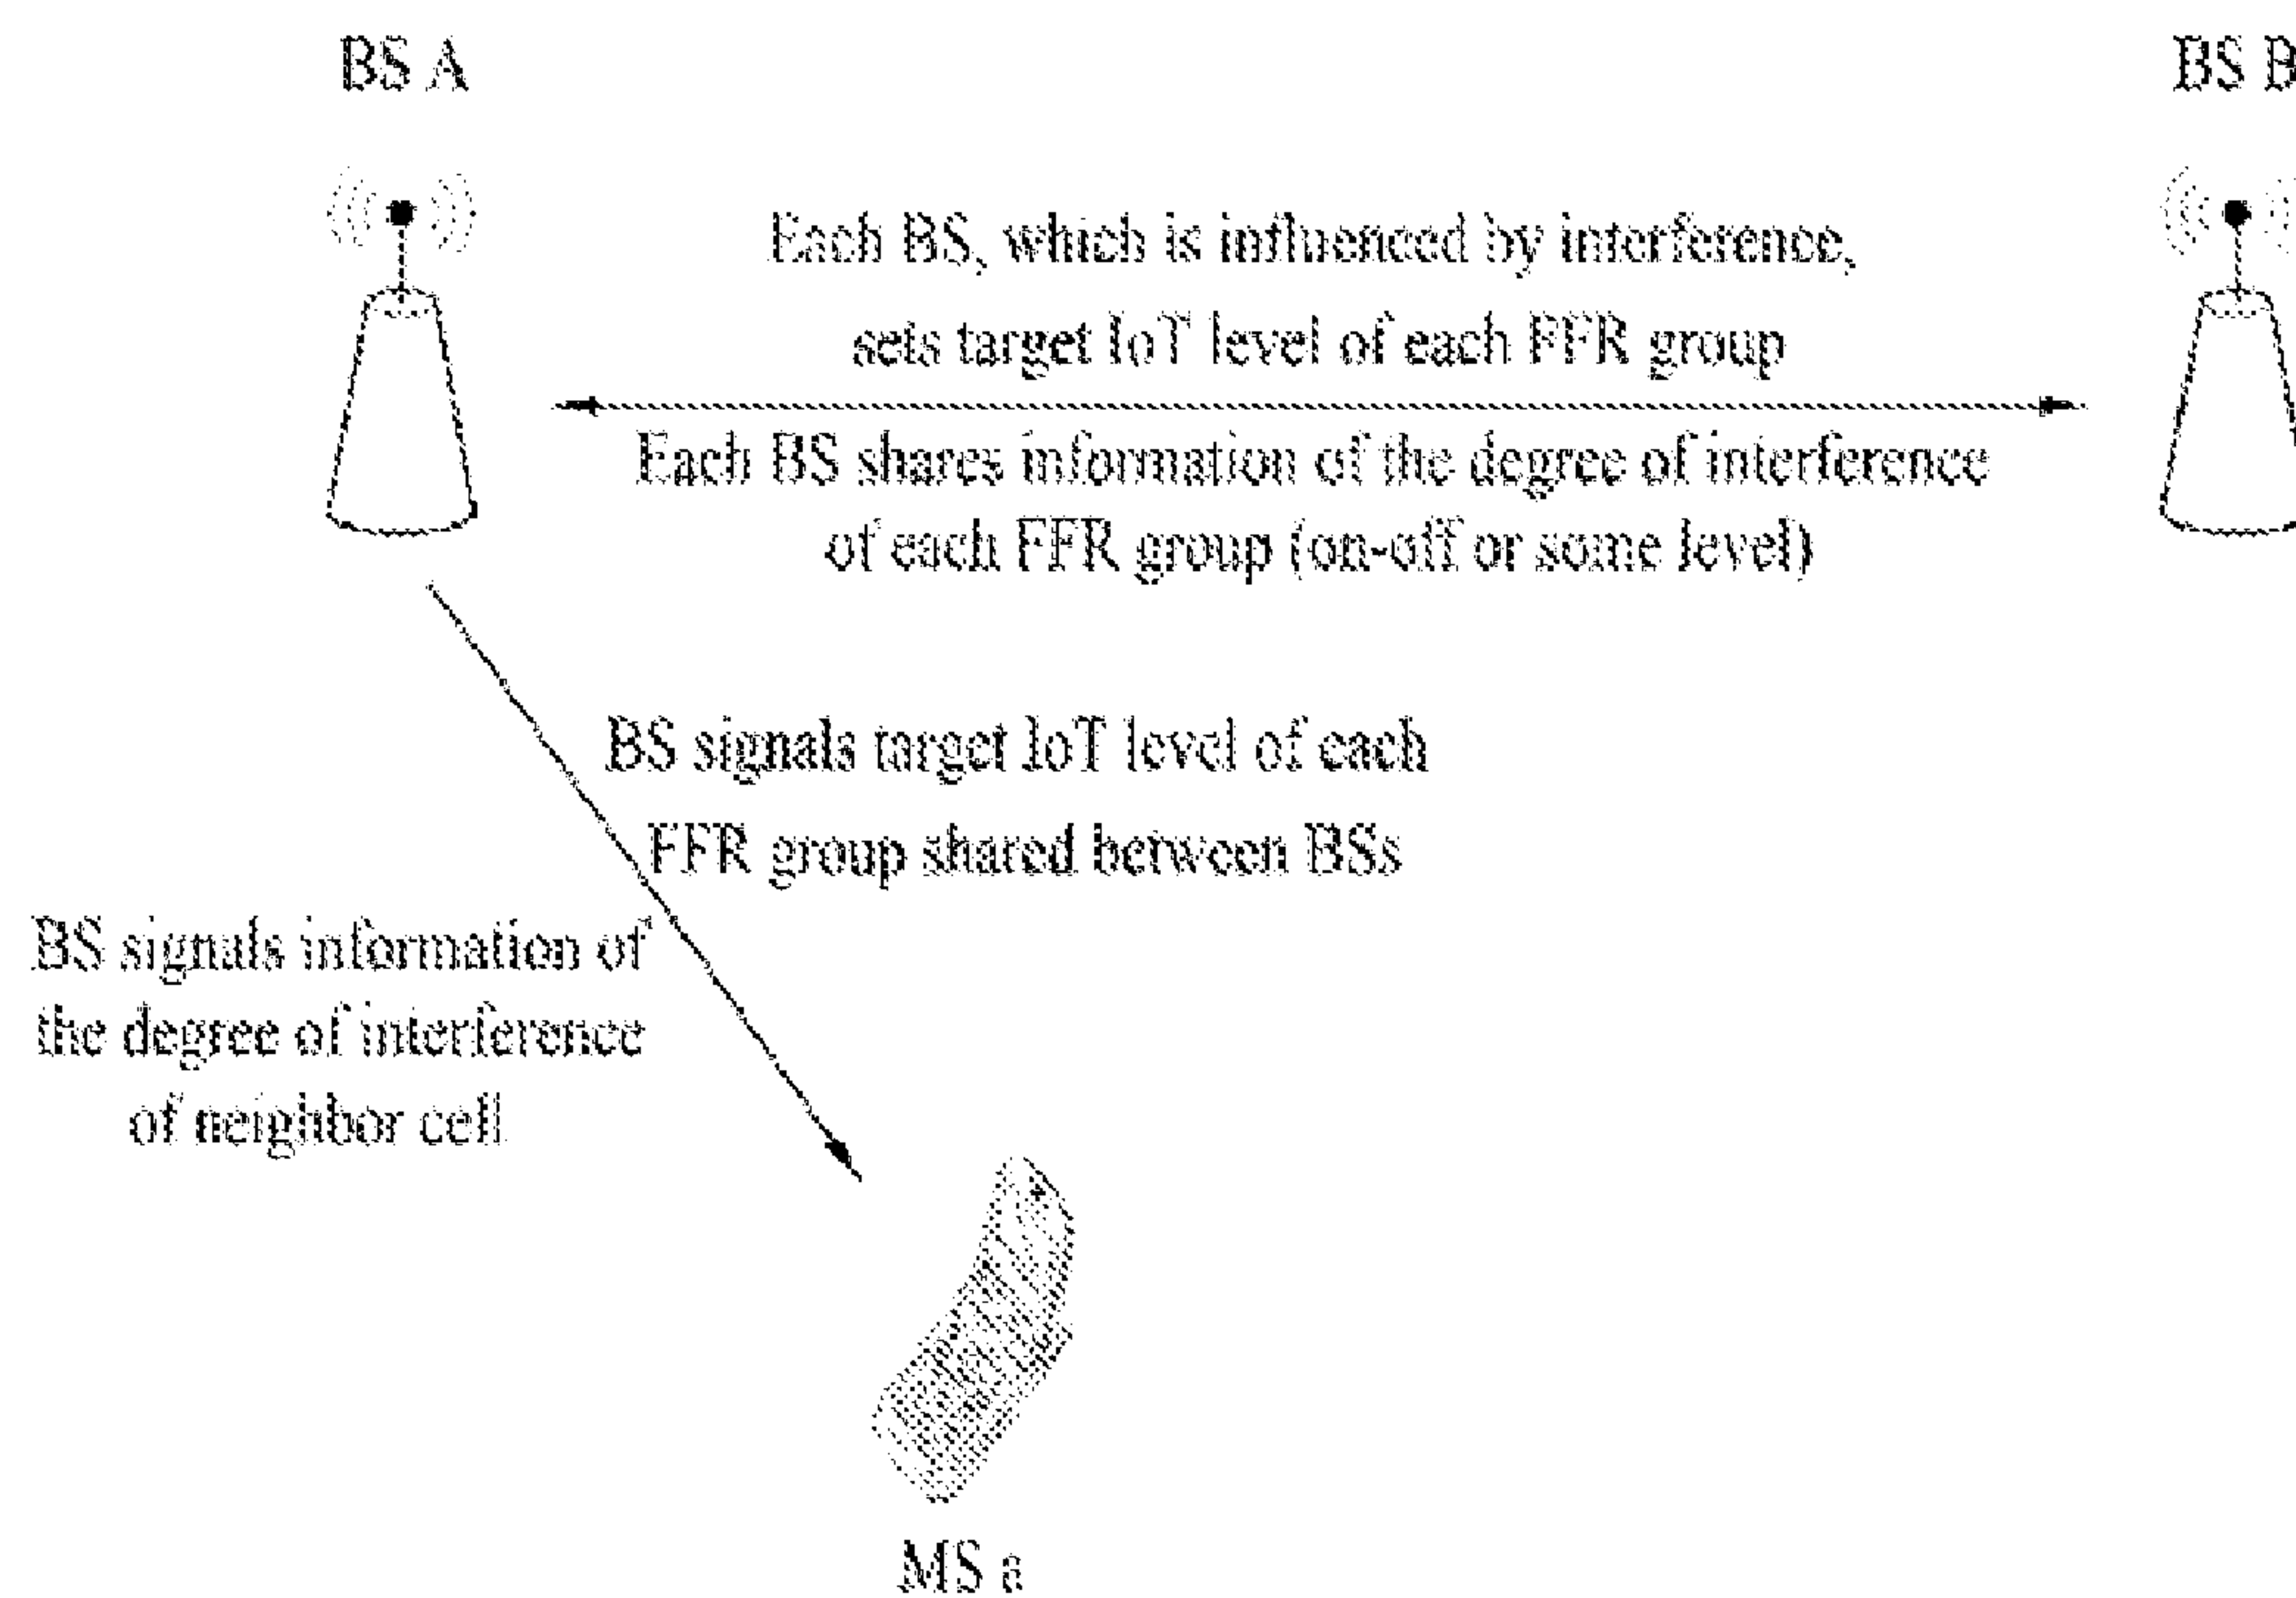 BS A
BS B
Each BS, which is influenced by interference,
sets target IoT level of each FFR group
Each BS shares information of the degree of interference
of each FFR group (on-off or some level)
BS signals target IoT level of each
FFR group shared between BSs
BS signals information of
the degree of interference
of neighbor cell
MS a